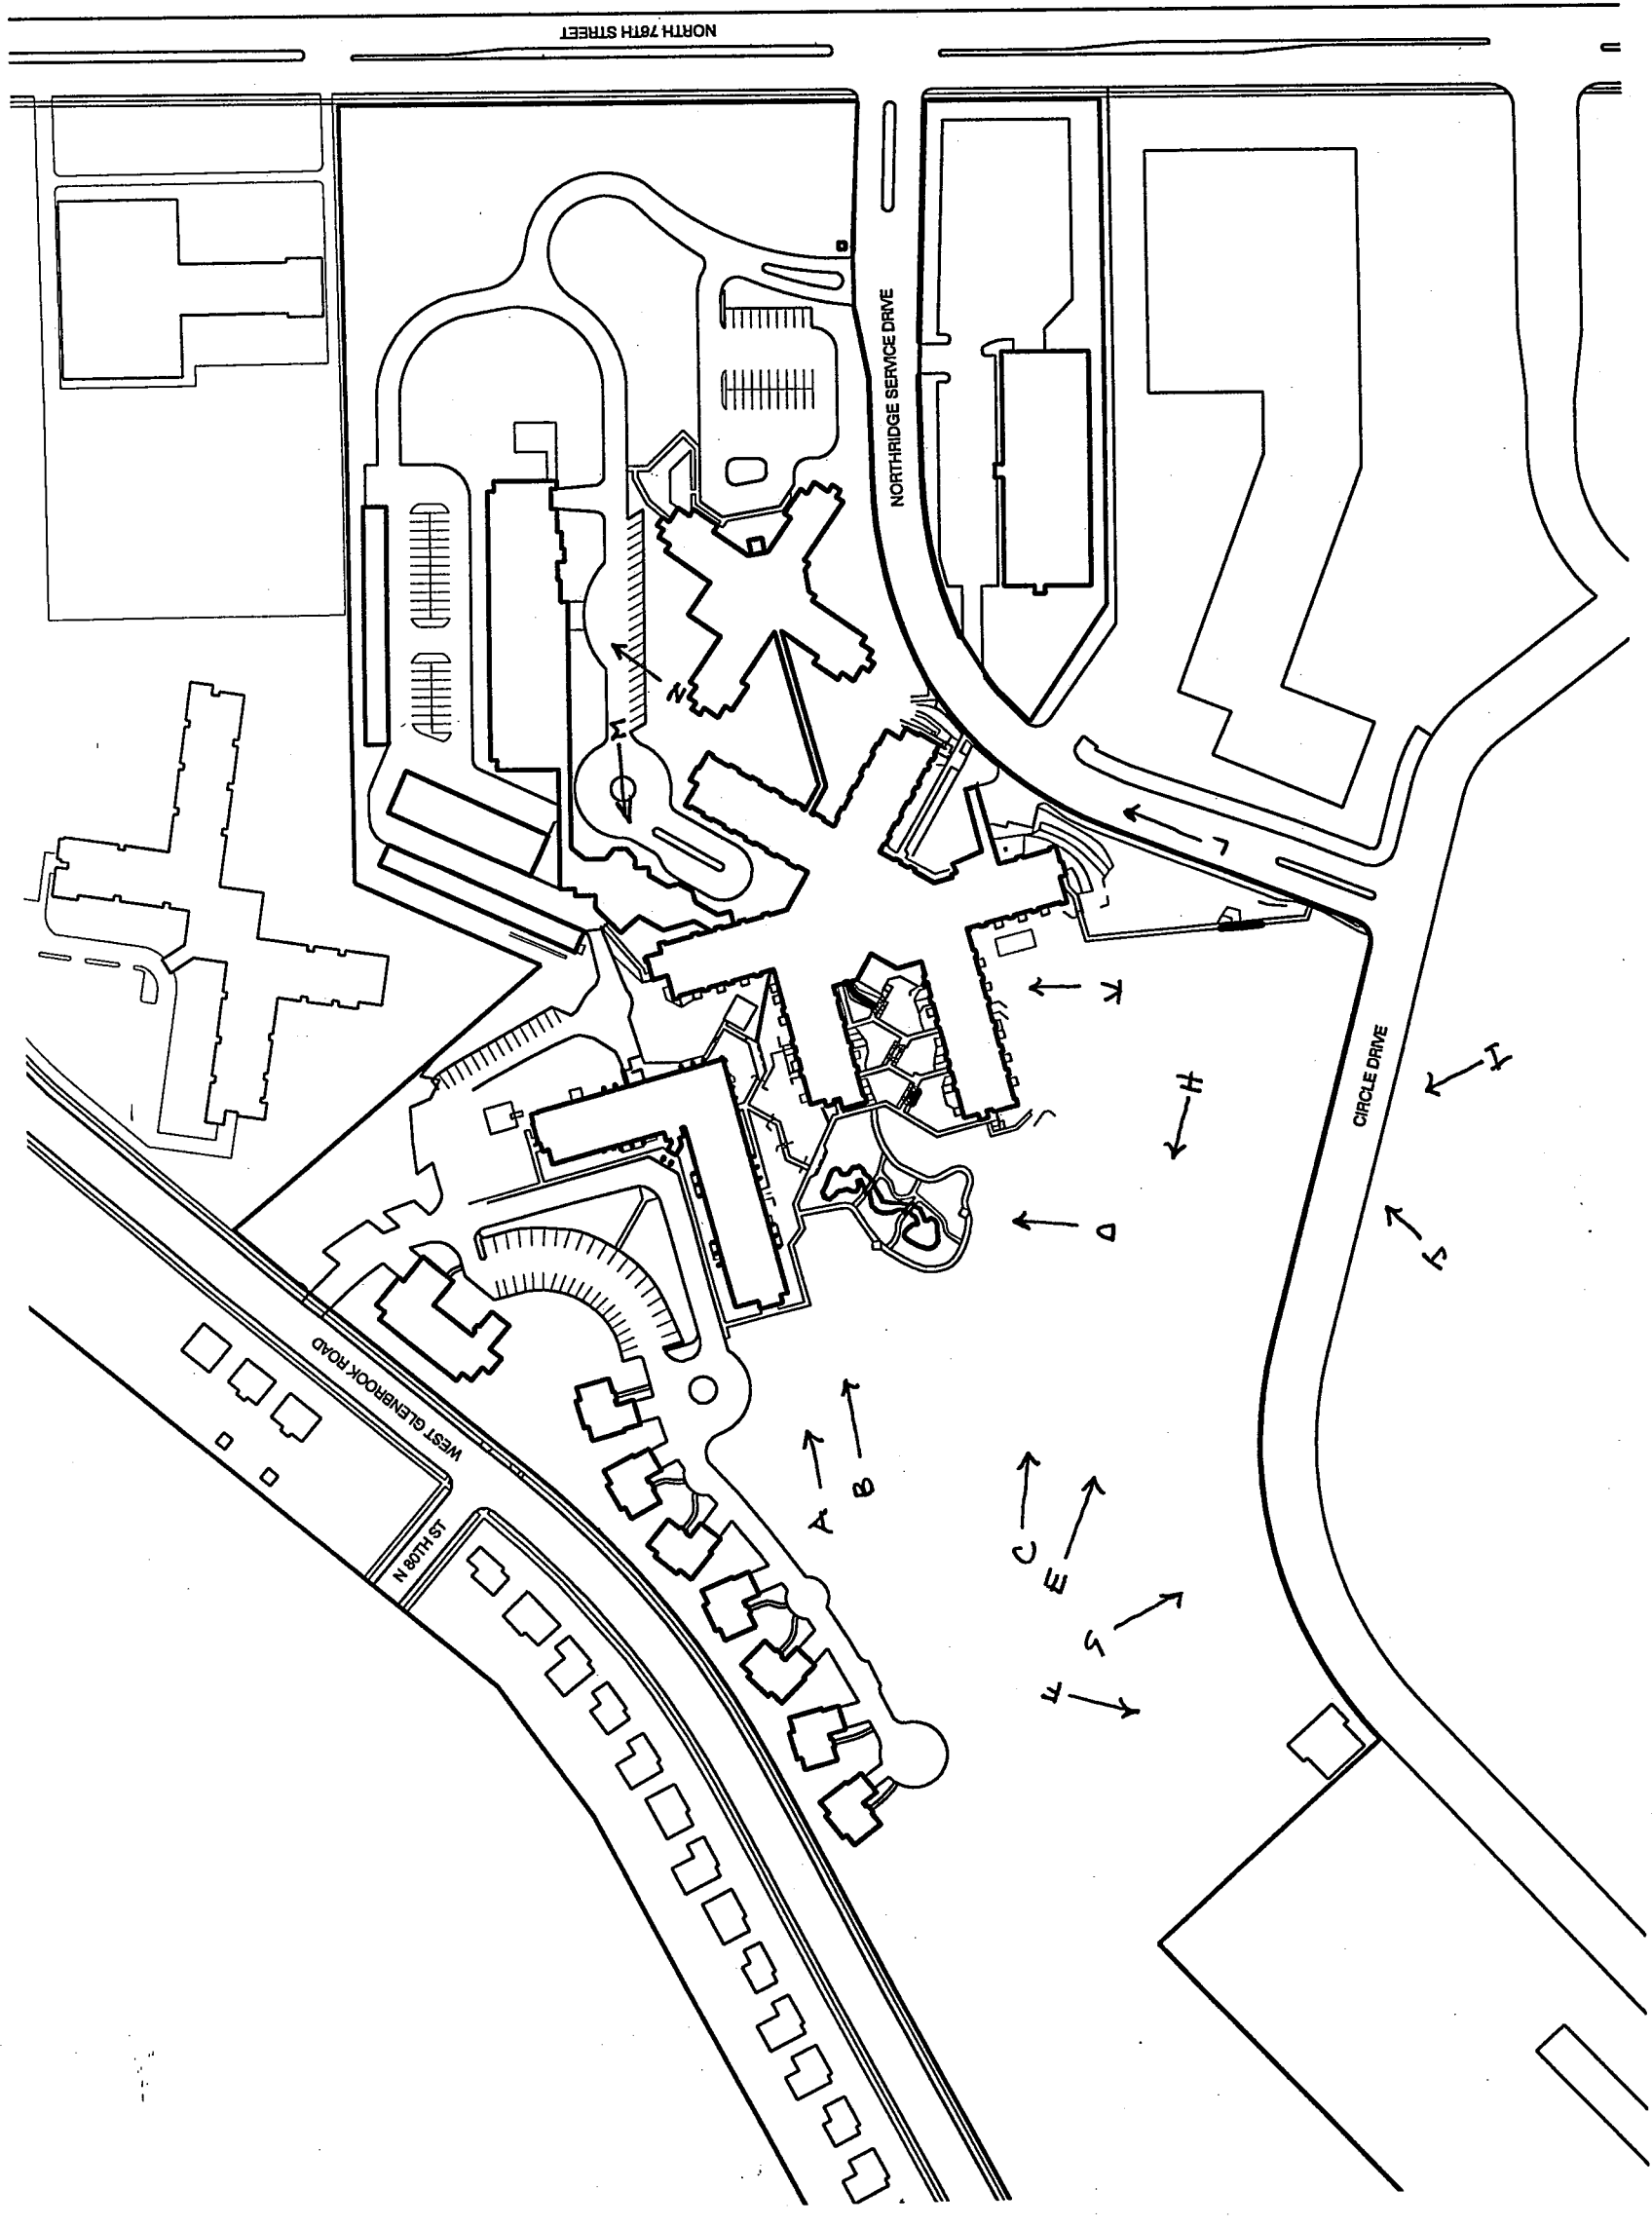 NORTH 76TH STREET
NORTHRIDGE SERVICE DRIVE
CIRCLE DRIVE
WEST GLENBROOK ROAD
N 80TH ST
N
M
L
K
I
H
J
D
A
B
C
E
G
F